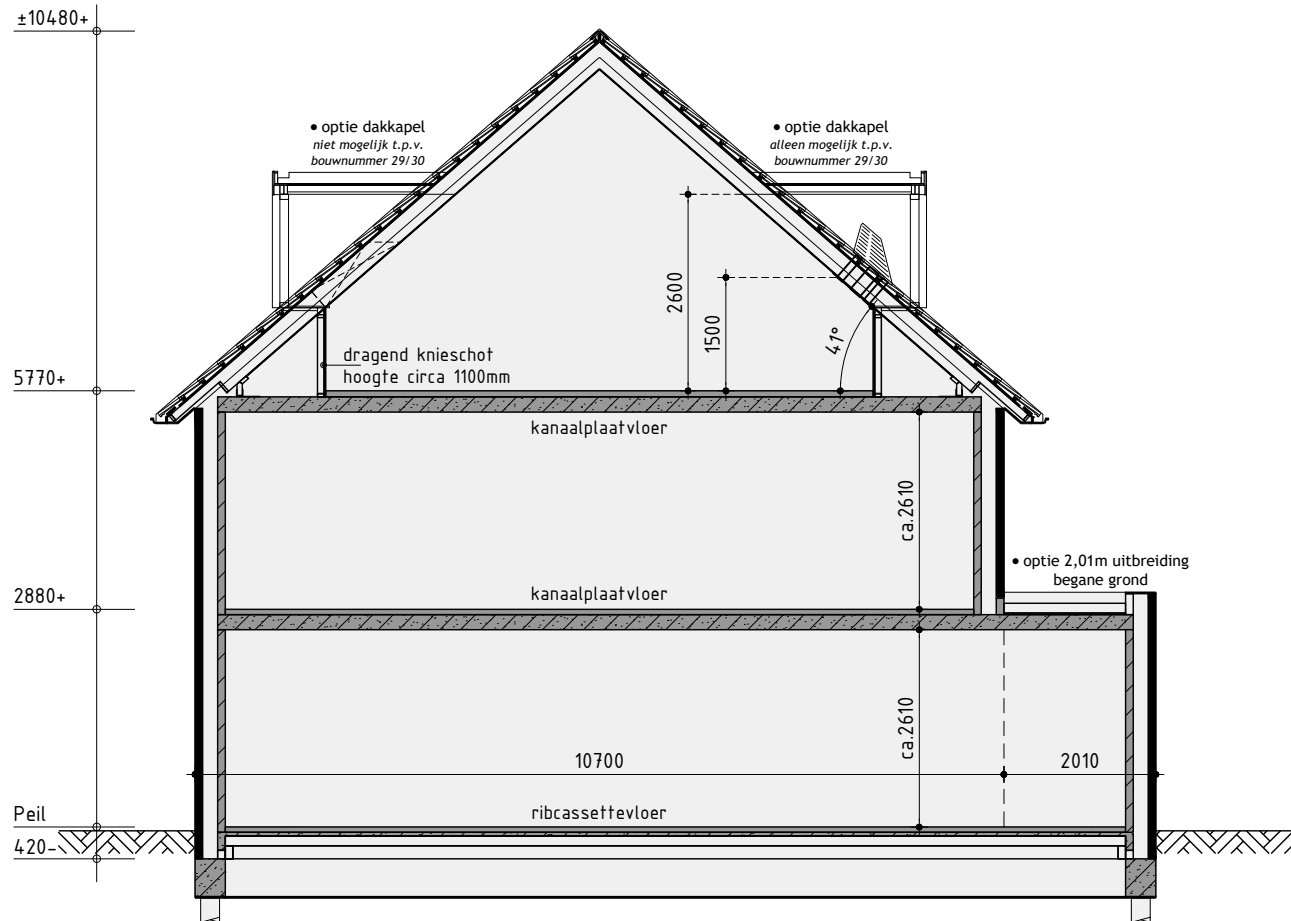 ±10480+
• optie dakkapel
niet mogelijk t.p.v.
bouwnummer 29/30
• optie dakkapel
alleen mogelijk t.p.v.
bouwnummer 29/30
2600
1500
41°
dragend knieschot
hoogte circa 1100mm
5770+
kanaalplaatvloer
ca.2610
• optie 2,01m uitbreiding
begane grond
2880+
kanaalplaatvloer
ca.2610
10700
2010
Peil
ribcassettevloer
420-